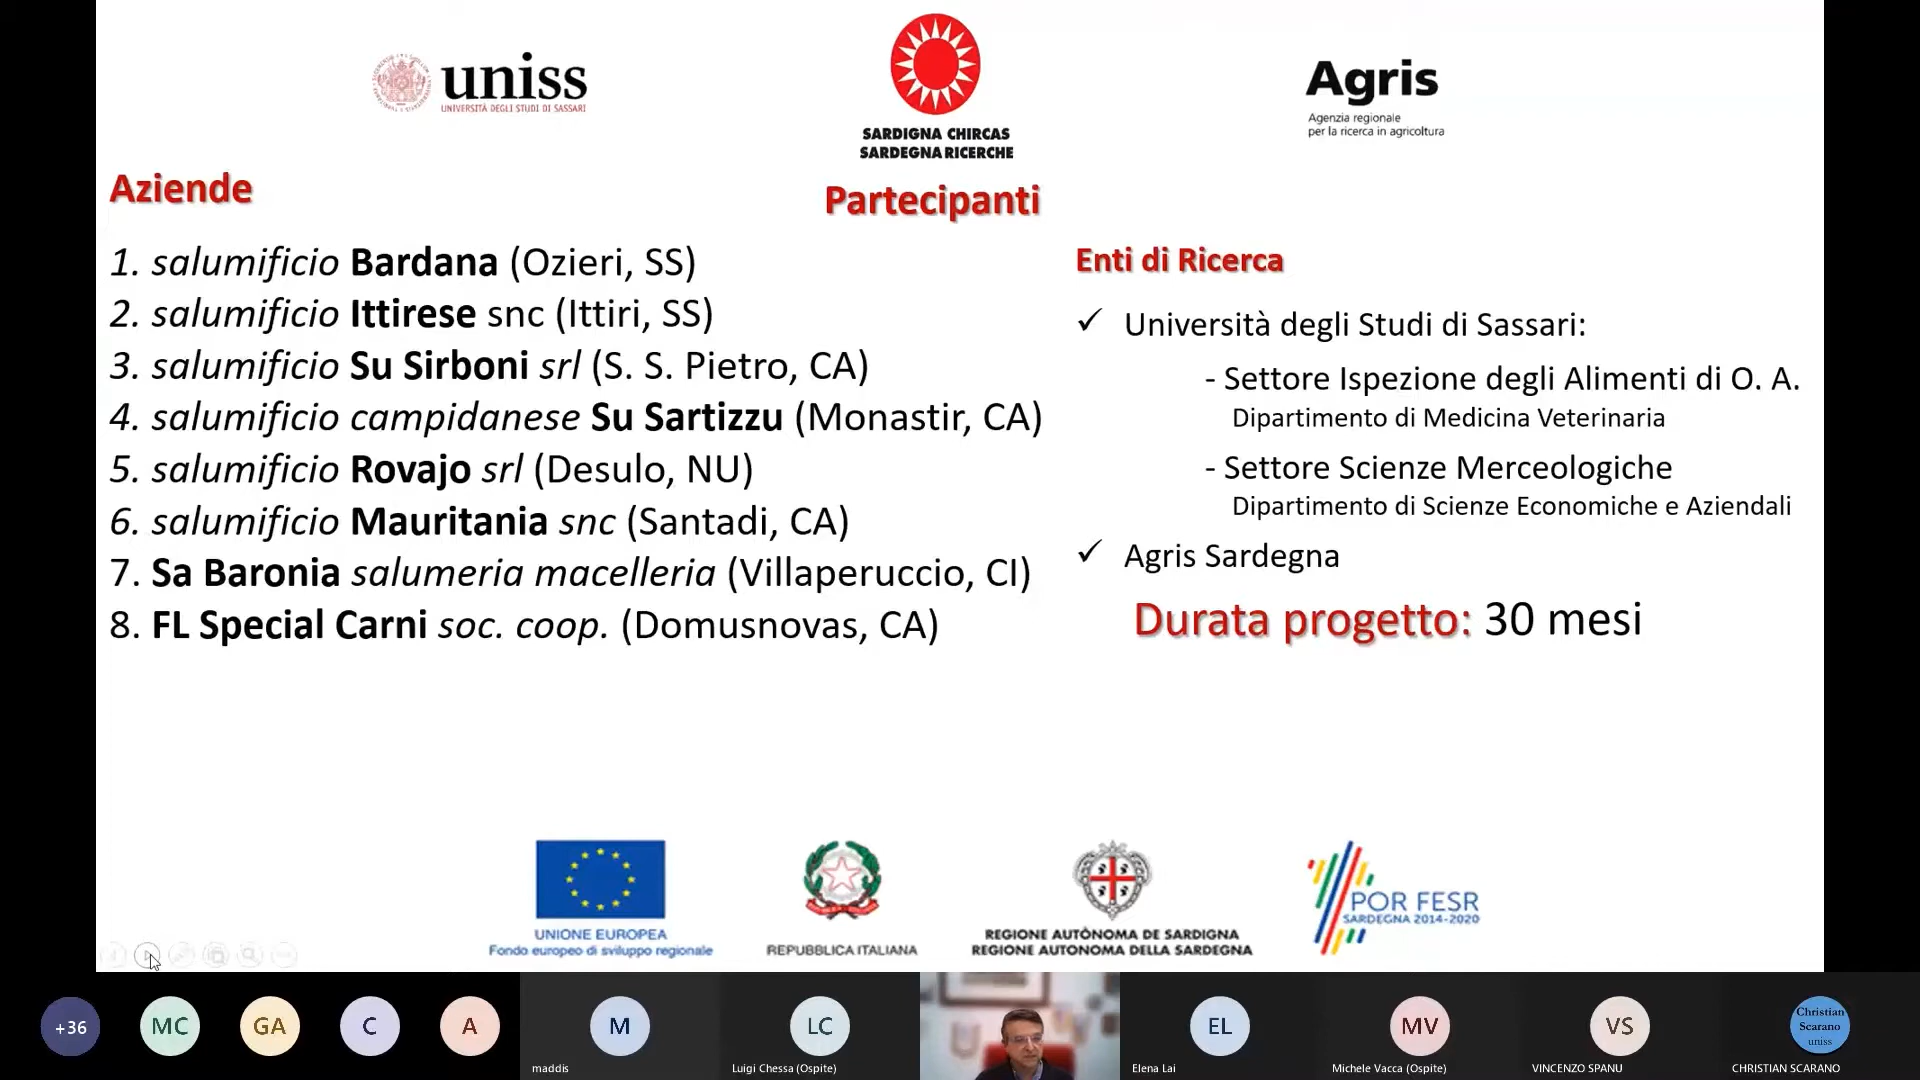 uniss
UNIVERSITÀ DEGLI STUDI DI SASSARI
SARDIGNA CHIRCAS
SARDEGNA RICERCHE
Agris
Agenzia regionale
per la ricerca in agricoltura
Aziende
Partecipanti
1. salumificio Bardana (Ozieri, SS)
2. salumificio Ittirese snc (Ittiri, SS)
3. salumificio Su Sirboni srl (S. S. Pietro, CA)
4. salumificio campidanese Su Sartizzu (Monastir, CA)
5. salumificio Rovajo srl (Desulo, NU)
6. salumificio Mauritania snc (Santadi, CA)
7. Sa Baronia salumeria macelleria (Villaperuccio, CI)
8. FL Special Carni soc. coop. (Domusnovas, CA)
Enti di Ricerca
✓ Università degli Studi di Sassari:
- Settore Ispezione degli Alimenti di O. A.
Dipartimento di Medicina Veterinaria
- Settore Scienze Merceologiche
Dipartimento di Scienze Economiche e Aziendali
✓ Agris Sardegna
Durata progetto: 30 mesi
UNIONE EUROPEA
Fondo europeo di sviluppo regionale
REPUBBLICA ITALIANA
REGIONE AUTÒNOMA DE SARDIGNA
REGIONE AUTONOMA DELLA SARDEGNA
POR FESR
SARDEGNA 2014-2020
+36
MC
GA
C
A
M
maddis
LC
Luigi Chessa (Ospite)
EL
Elena Lai
MV
Michele Vacca (Ospite)
VS
VINCENZO SPANU
Christian
Scarano
uniss
CHRISTIAN SCARANO